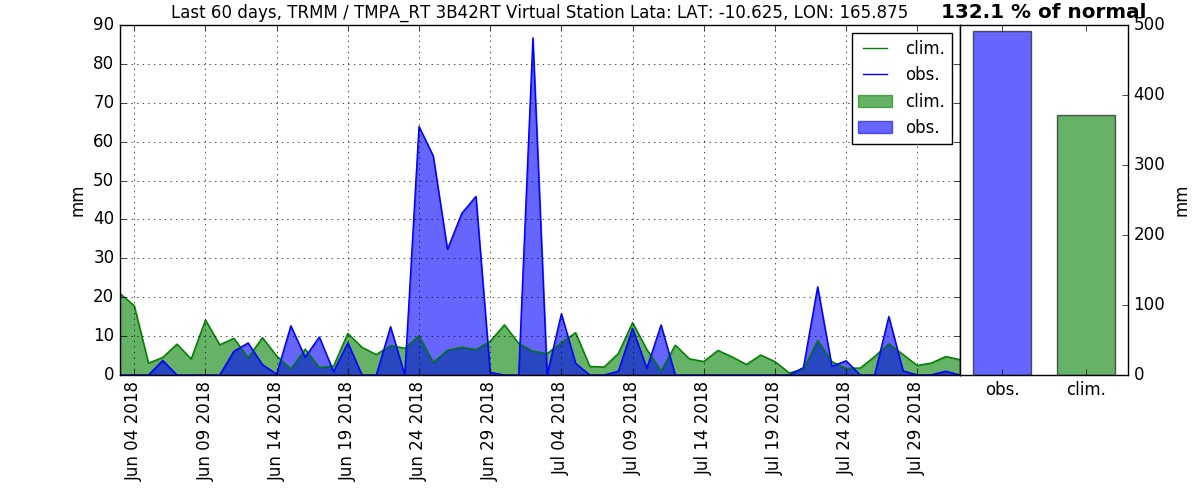 Last 60 days, TRMM / TMPA_RT 3B42RT Virtual Station Lata: LAT: -10.625, LON: 165.875
132.1 % of normal
90
80
70
60
50
40
30
20
10
0
mm
clim.
obs.
clim.
obs.
Jun 04 2018
Jun 09 2018
Jun 14 2018
Jun 19 2018
Jun 24 2018
Jun 29 2018
Jul 04 2018
Jul 09 2018
Jul 14 2018
Jul 19 2018
Jul 24 2018
Jul 29 2018
500
400
300
200
100
0
mm
obs.
clim.